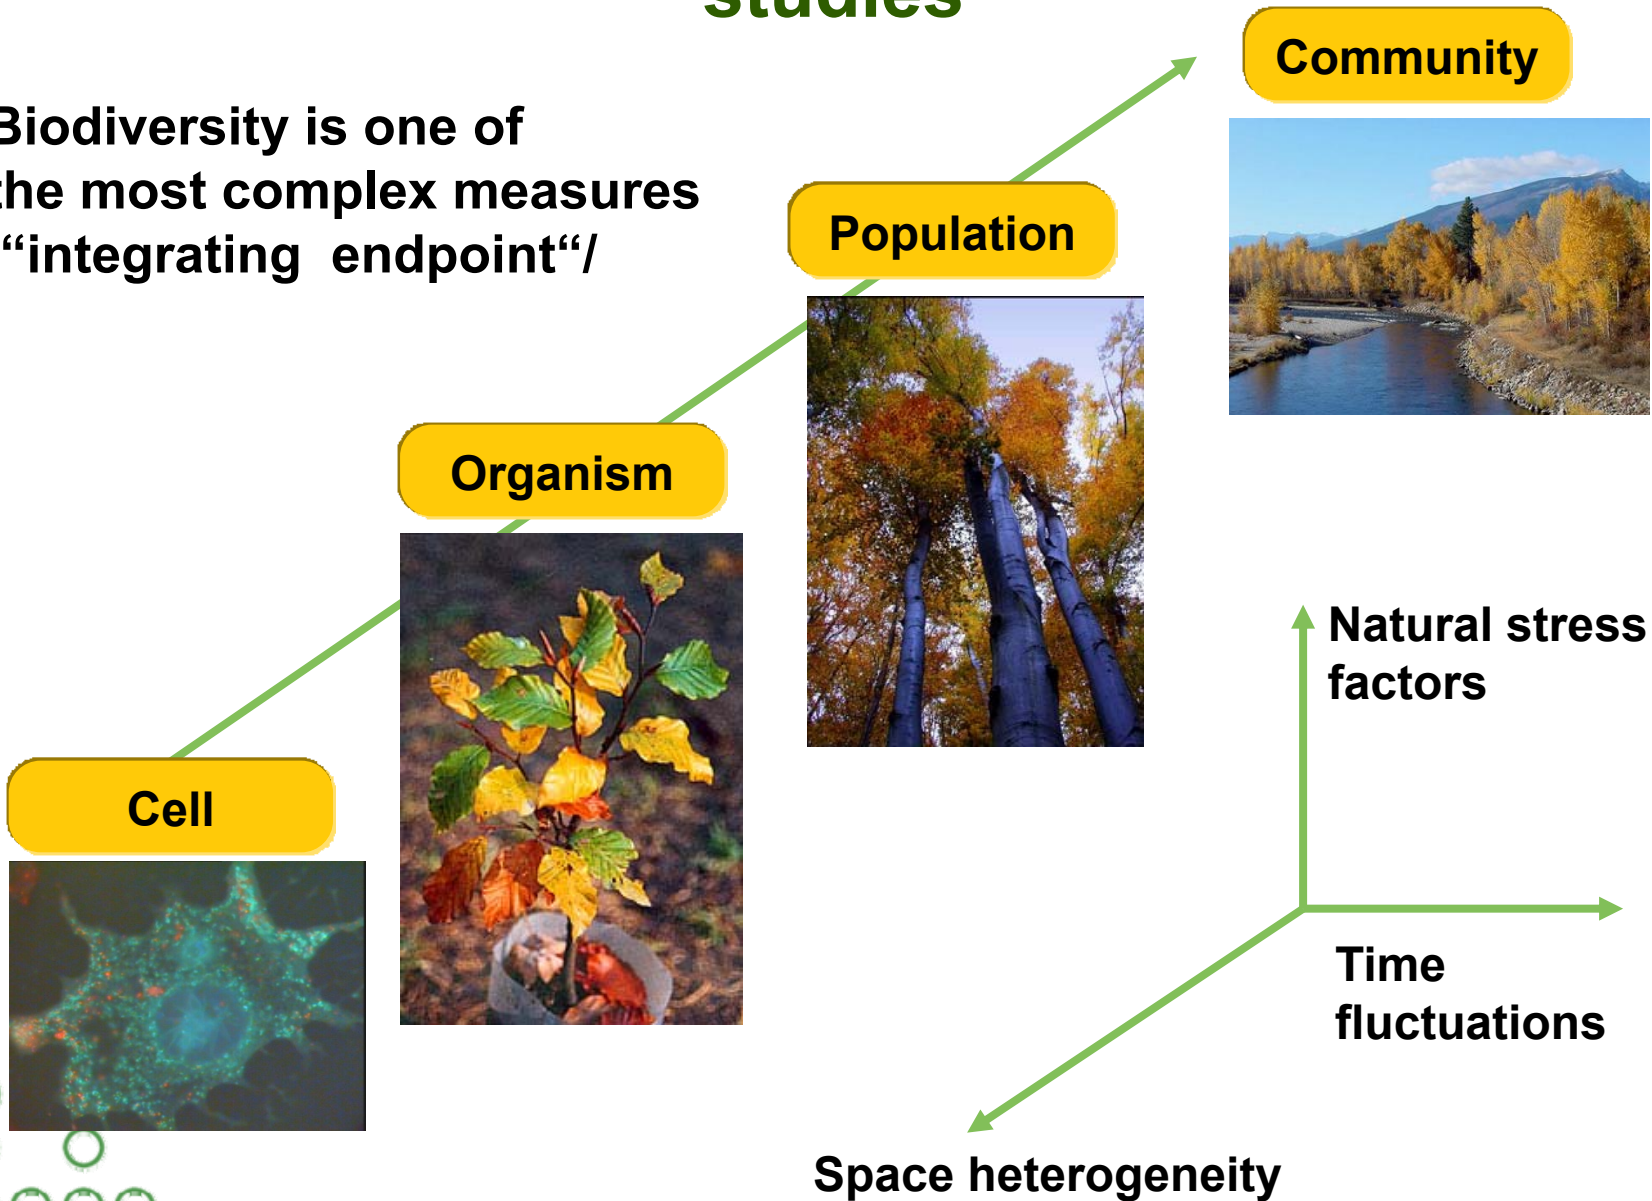 studies
Community
Biodiversity is one of
the most complex measures
“integrating endpoint“/
Population
Organism
Natural stress
factors
Cell
Time
fluctuations
Space heterogeneity